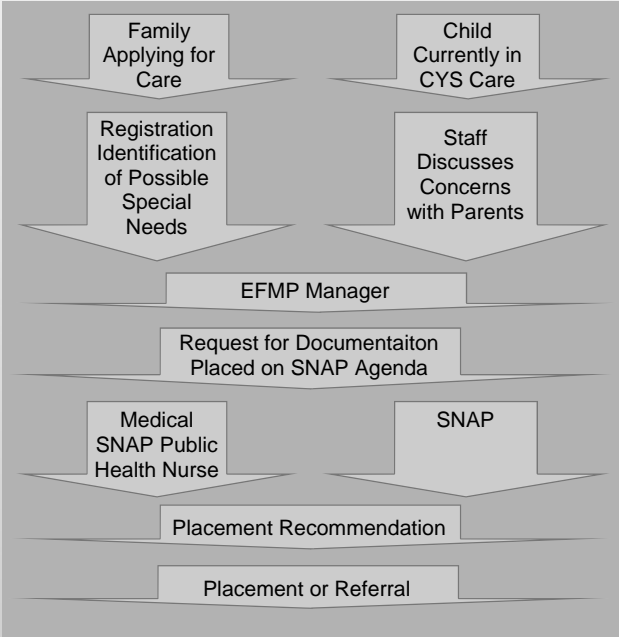 Family
Applying for
Care
Child
Currently in
CYS Care
Registration
Identification
of Possible
Special
Needs
Staff
Discusses
Concerns
with Parents
EFMP Manager
Request for Documentaiton
Placed on SNAP Agenda
Medical
SNAP Public
Health Nurse
SNAP
Placement Recommendation
Placement or Referral